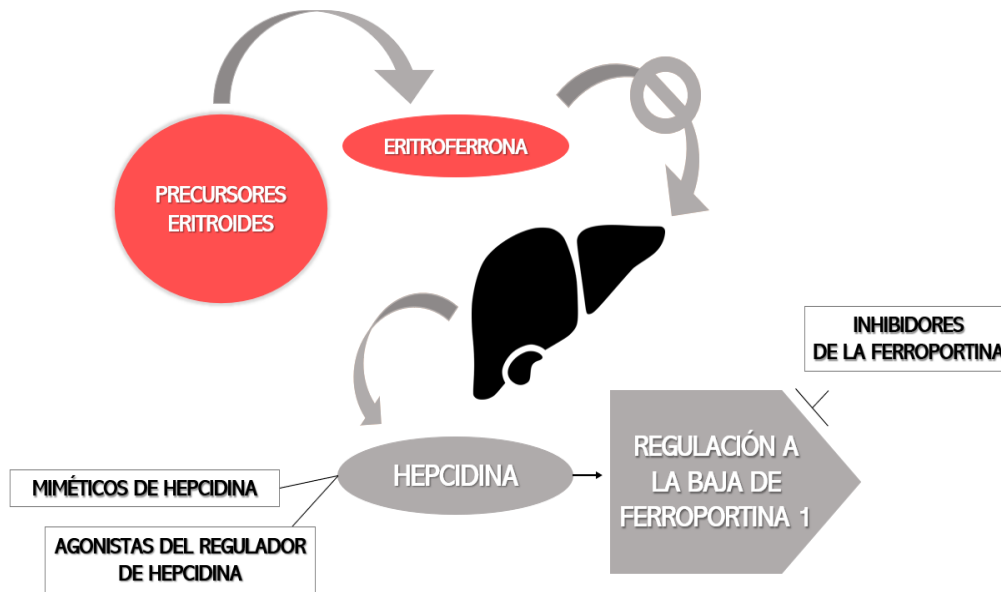 ERITROFERRONA
PRECURSORES
ERITROIDES
INHIBIDORES
DE LA FERROPORTINA
HEPCIDINA
REGULACIÓN A
LA BAJA DE
FERROPORTINA 1
MIMÉTICOS DE HEPCIDINA
AGONISTAS DEL REGULADOR
DE HEPCIDINA